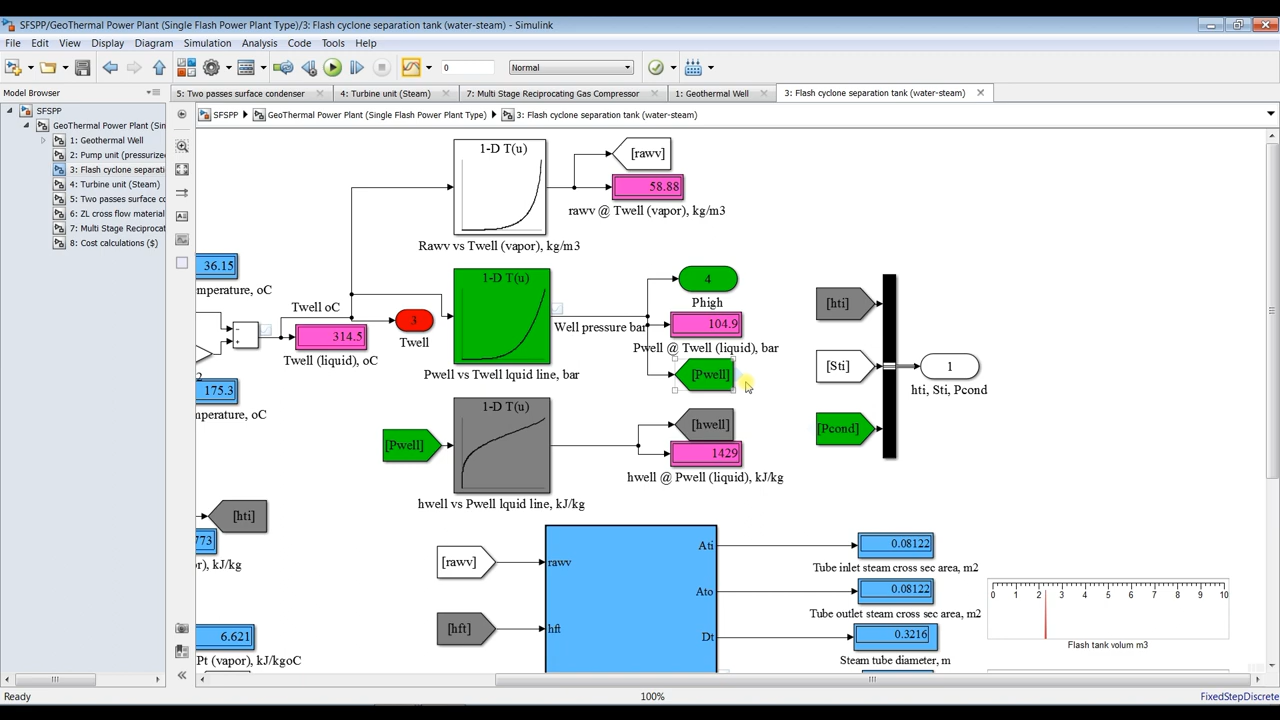 SFSPP/GeoThermal Power Plant (Single Flash Power Plant Type)/3: Flash cyclone separation tank (water-steam) - Simulink
File Edit View Display Diagram Simulation Analysis Code Tools Help
0 Normal
Model Browser
5: Two passes surface condenser 4: Turbine unit (Steam) 7: Multi Stage Reciprocating Gas Compressor 1: Geothermal Well 3: Flash cyclone separation tank (water-steam)
SFSPP GeoThermal Power Plant (Single Flash Power Plant Type) 3: Flash cyclone separation tank (water-steam)
SFSPP
GeoThermal Power Plant (Sin
1: Geothermal Well
2: Pump unit (pressurize
3: Flash cyclone separati
4: Turbine unit (Steam)
5: Two passes surface co
6: ZL cross flow material
7: Multi Stage Reciprocat
8: Cost calculations ($)
1-D T(u)
[rawv]
58.88
rawv @ Twell (vapor), kg/m3
Rawv vs Twell (vapor), kg/m3
36.15
mperature, oC
Twell oC
314.5
Twell (liquid), oC
3
Twell
1-D T(u)
Well pressure bar
Pwell vs Twell lquid line, bar
4
Phigh
104.9
Pwell @ Twell (liquid), bar
[Pwell]
175.3
mperature, oC
[Pwell]
1-D T(u)
hwell vs Pwell lquid line, kJ/kg
[hwell]
1429
hwell @ Pwell (liquid), kJ/kg
[hti]
[Sti]
[Pcond]
1
hti, Sti, Pcond
[hti]
773
r), kJ/kg
6.621
Pt (vapor), kJ/kgoC
[rawv]
rawv
[hft]
hft
Ati
0.08122
Tube inlet steam cross sec area, m2
Ato
0.08122
Tube outlet steam cross sec area, m2
Dt
0.3216
Steam tube diameter, m
0 1 2 3 4 5 6 7 8 9 10
Flash tank volum m3
Ready 100% FixedStepDiscrete